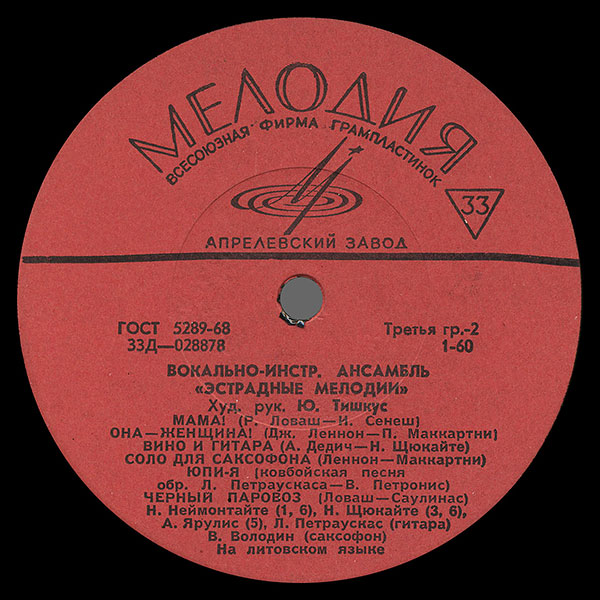 МЕЛОДИЯ
ВСЕСОЮЗНАЯ ФИРМА ГРАМПЛАСТИНОК
33
АПРЕЛЕВСКИЙ ЗАВОД
ГОСТ 5289-68 Третья гр.-2
33Д—028878 1-60
ВОКАЛЬНО-ИНСТР. АНСАМБЛЬ
«ЭСТРАДНЫЕ МЕЛОДИИ»
Худ. рук. Ю. Тишкус
МАМА! (Р. Ловаш—И. Сенеш)
ОНА—ЖЕНЩИНА! (Дж. Леннон—П. Маккартни)
ВИНО И ГИТАРА (А. Дедич—Н. Щюкайте)
СОЛО ДЛЯ САКСОФОНА (Леннон—Маккартни)
ЮПИ-Я (ковбойская песня
обр. Л. Петраускаса—В. Петронис)
ЧЕРНЫЙ ПАРОВОЗ (Ловаш—Саулинас)
Н. Неймонтайте (1, 6), Н. Щюкайте (3, 6),
А. Ярулис (5), Л. Петраускас (гитара)
В. Володин (саксофон)
На литовском языке